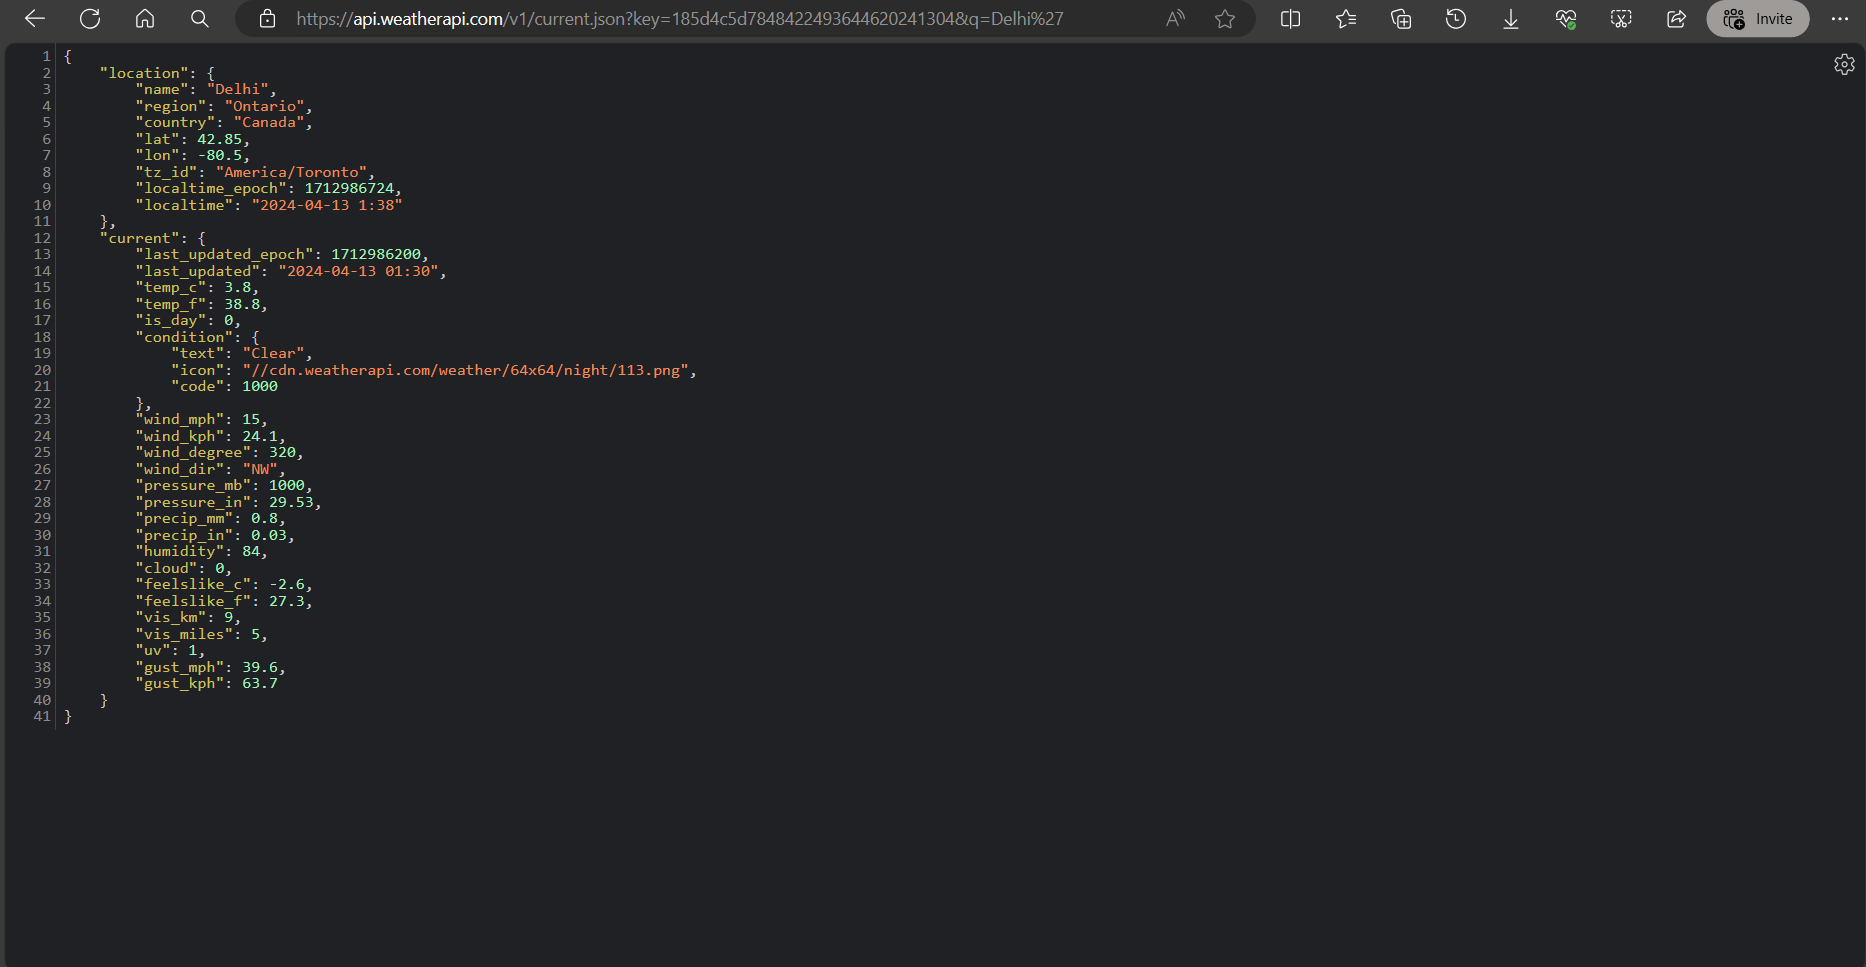 https://api.weatherapi.com/v1/current.json?key=185d4c5d784842249364462024​1304&q=Delhi%27
Invite
1 {
2 "location": {
3 "name": "Delhi",
4 "region": "Ontario",
5 "country": "Canada",
6 "lat": 42.85,
7 "lon": -80.5,
8 "tz_id": "America/Toronto",
9 "localtime_epoch": 1712986724,
10 "localtime": "2024-04-13 1:38"
11 },
12 "current": {
13 "last_updated_epoch": 1712986200,
14 "last_updated": "2024-04-13 01:30",
15 "temp_c": 3.8,
16 "temp_f": 38.8,
17 "is_day": 0,
18 "condition": {
19 "text": "Clear",
20 "icon": "//cdn.weatherapi.com/weather/64x64/night/113.png",
21 "code": 1000
22 },
23 "wind_mph": 15,
24 "wind_kph": 24.1,
25 "wind_degree": 320,
26 "wind_dir": "NW",
27 "pressure_mb": 1000,
28 "pressure_in": 29.53,
29 "precip_mm": 0.8,
30 "precip_in": 0.03,
31 "humidity": 84,
32 "cloud": 0,
33 "feelslike_c": -2.6,
34 "feelslike_f": 27.3,
35 "vis_km": 9,
36 "vis_miles": 5,
37 "uv": 1,
38 "gust_mph": 39.6,
39 "gust_kph": 63.7
40 }
41 }